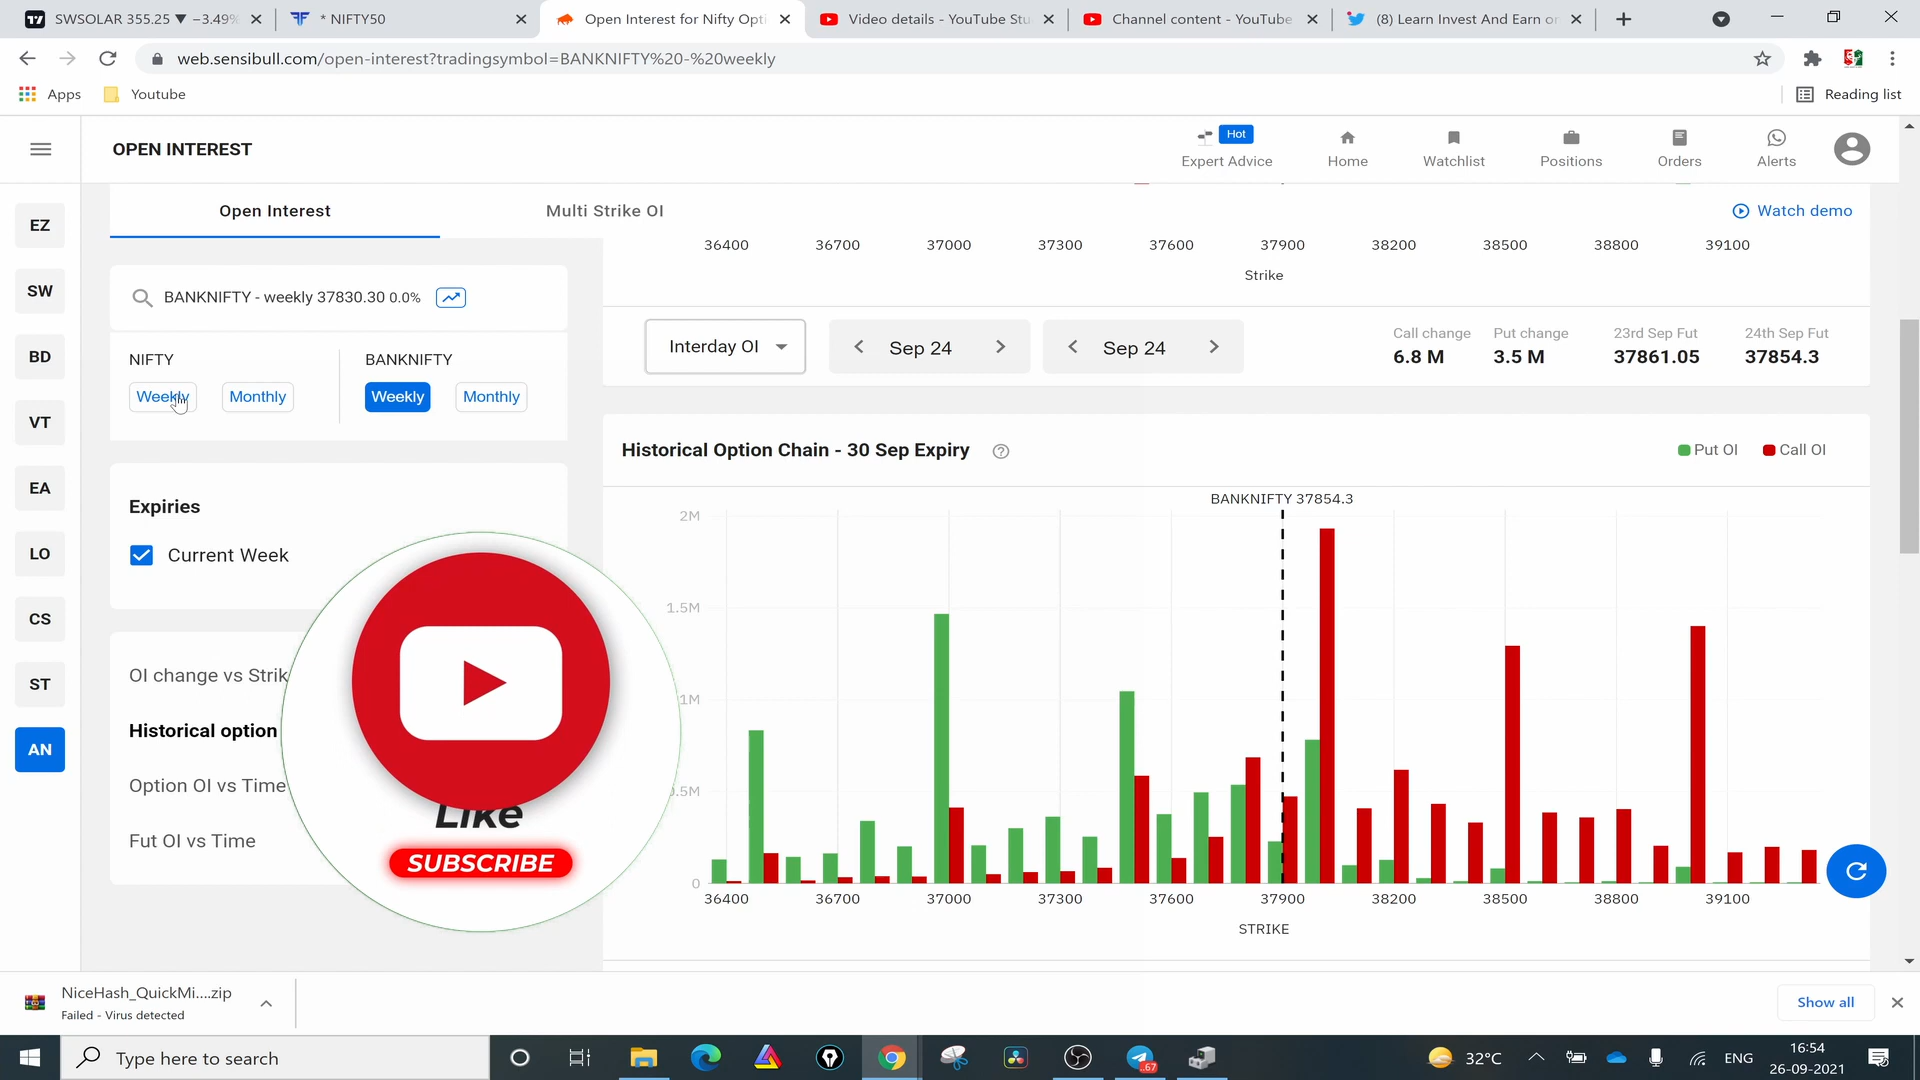 SWSOLAR 355.25 ▼ −3.49%
* NIFTY50
Open Interest for Nifty Opti
Video details - YouTube Stu
Channel content - YouTube
(8) Learn Invest And Earn on
web.sensibull.com/open-interest?tradingsymbol=BANKNIFTY%20-%20weekly
Apps
Youtube
Reading list
OPEN INTEREST
Hot
Expert Advice
Home
Watchlist
Positions
Orders
Alerts
EZ
SW
BD
VT
EA
LO
CS
ST
AN
Open Interest
Multi Strike OI
Watch demo
BANKNIFTY - weekly 37830.30 0.0%
NIFTY
Weekly
Monthly
BANKNIFTY
Weekly
Monthly
Expiries
Current Week
OI change vs Strik
Historical option
Option OI vs Time
Fut OI vs Time
Like
SUBSCRIBE
36400 36700 37000 37300 37600 37900 38200 38500 38800 39100
Strike
Interday OI
Sep 24
Sep 24
Call change
6.8 M
Put change
3.5 M
23rd Sep Fut
37861.05
24th Sep Fut
37854.3
Historical Option Chain - 30 Sep Expiry
Put OI
Call OI
BANKNIFTY 37854.3
2M
1.5M
1M
0.5M
0
36400 36700 37000 37300 37600 37900 38200 38500 38800 39100
STRIKE
NiceHash_QuickMi....zip
Failed - Virus detected
Show all
Type here to search
67
32°C
ENG
16:54
26-09-2021